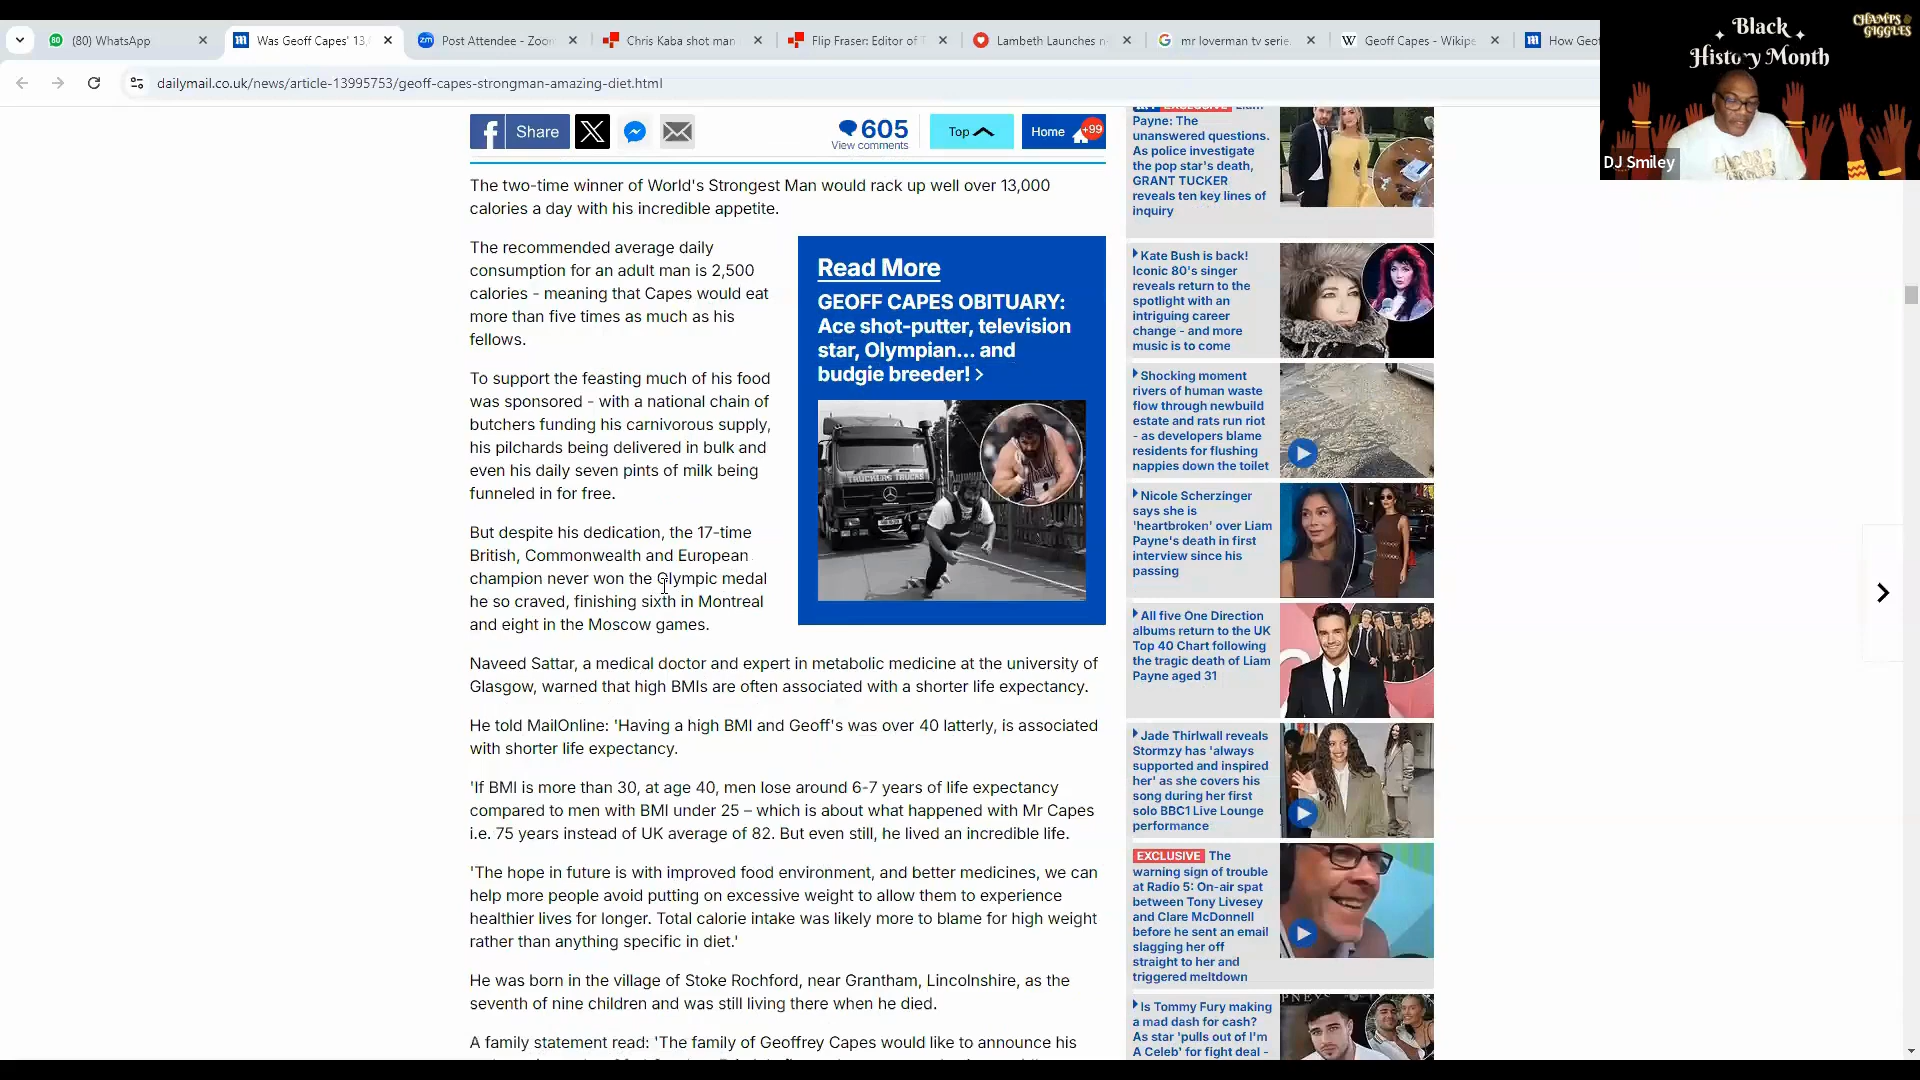 (80) WhatsApp
Was Geoff Capes' 13,
Post Attendee - Zoo
Chris Kaba shot man
Flip Fraser: Editor of T
Lambeth Launches n
mr loverman tv serie
Geoff Capes - Wikipe
How Geo
dailymail.co.uk/news/article-13995753/geoff-capes-strongman-amazing-diet.html
Black
History Month
CHAMPS
GIGGLES
DJ Smiley
Share
605
View comments
Top
Home
+99
The two-time winner of World's Strongest Man would rack up well over 13,000
calories a day with his incredible appetite.
The recommended average daily
consumption for an adult man is 2,500
calories - meaning that Capes would eat
more than five times as much as his
fellows.
To support the feasting much of his food
was sponsored - with a national chain of
butchers funding his carnivorous supply,
his pilchards being delivered in bulk and
even his daily seven pints of milk being
funneled in for free.
But despite his dedication, the 17-time
British, Commonwealth and European
champion never won the Olympic medal
he so craved, finishing sixth in Montreal
and eight in the Moscow games.
Read More
GEOFF CAPES OBITUARY:
Ace shot-putter, television
star, Olympian... and
budgie breeder!
TRUCKERS TRUCKS
Naveed Sattar, a medical doctor and expert in metabolic medicine at the university of
Glasgow, warned that high BMIs are often associated with a shorter life expectancy.
He told MailOnline: 'Having a high BMI and Geoff's was over 40 latterly, is associated
with shorter life expectancy.
'If BMI is more than 30, at age 40, men lose around 6-7 years of life expectancy
compared to men with BMI under 25 – which is about what happened with Mr Capes
i.e. 75 years instead of UK average of 82. But even still, he lived an incredible life.
'The hope in future is with improved food environment, and better medicines, we can
help more people avoid putting on excessive weight to allow them to experience
healthier lives for longer. Total calorie intake was likely more to blame for high weight
rather than anything specific in diet.'
He was born in the village of Stoke Rochford, near Grantham, Lincolnshire, as the
seventh of nine children and was still living there when he died.
A family statement read: 'The family of Geoffrey Capes would like to announce his
EXCLUSIVE Liam
Payne: The
unanswered questions.
As police investigate
the pop star's death,
GRANT TUCKER
reveals ten key lines of
inquiry
Kate Bush is back!
Iconic 80's singer
reveals return to the
spotlight with an
intriguing career
change - and more
music is to come
Shocking moment
rivers of human waste
flow through newbuild
estate and rats run riot
- as developers blame
residents for flushing
nappies down the toilet
Nicole Scherzinger
says she is
'heartbroken' over Liam
Payne's death in first
interview since his
passing
All five One Direction
albums return to the UK
Top 40 Chart following
the tragic death of Liam
Payne aged 31
Jade Thirlwall reveals
Stormzy has 'always
supported and inspired
her' as she covers his
song during her first
solo BBC1 Live Lounge
performance
EXCLUSIVE The
warning sign of trouble
at Radio 5: On-air spat
between Tony Livesey
and Clare McDonnell
before he sent an email
slagging her off
straight to her and
triggered meltdown
Is Tommy Fury making
a mad dash for cash?
As star 'pulls out of I'm
A Celeb' for fight deal -